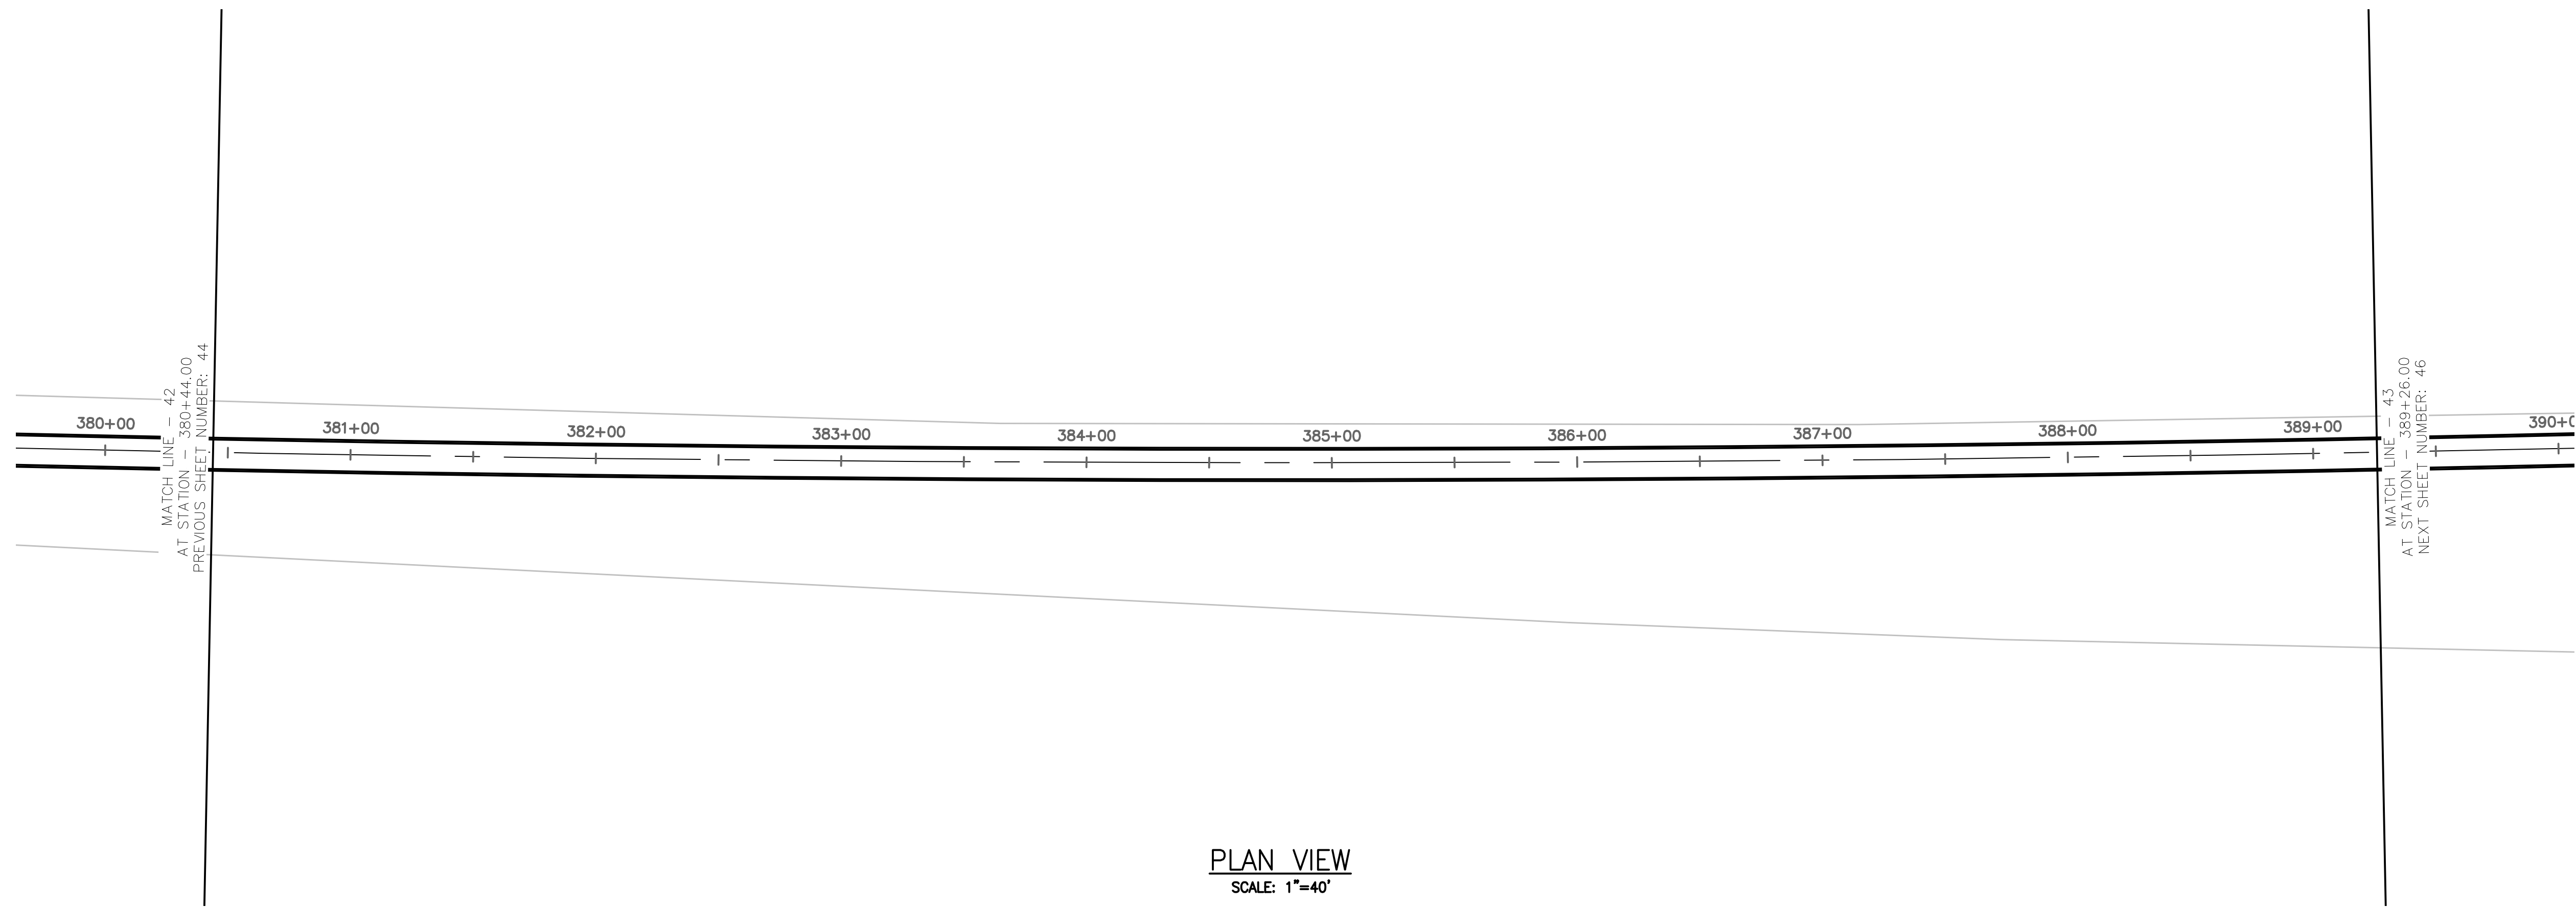 MATCH LINE - 42
AT STATION - 380+44.00
PREVIOUS SHEET NUMBER: 44
380+00
381+00
382+00
383+00
384+00
385+00
386+00
387+00
388+00
389+00
390+0
MATCH LINE - 43
AT STATION - 389+26.00
NEXT SHEET NUMBER: 46
PLAN VIEW
SCALE: 1"=40'